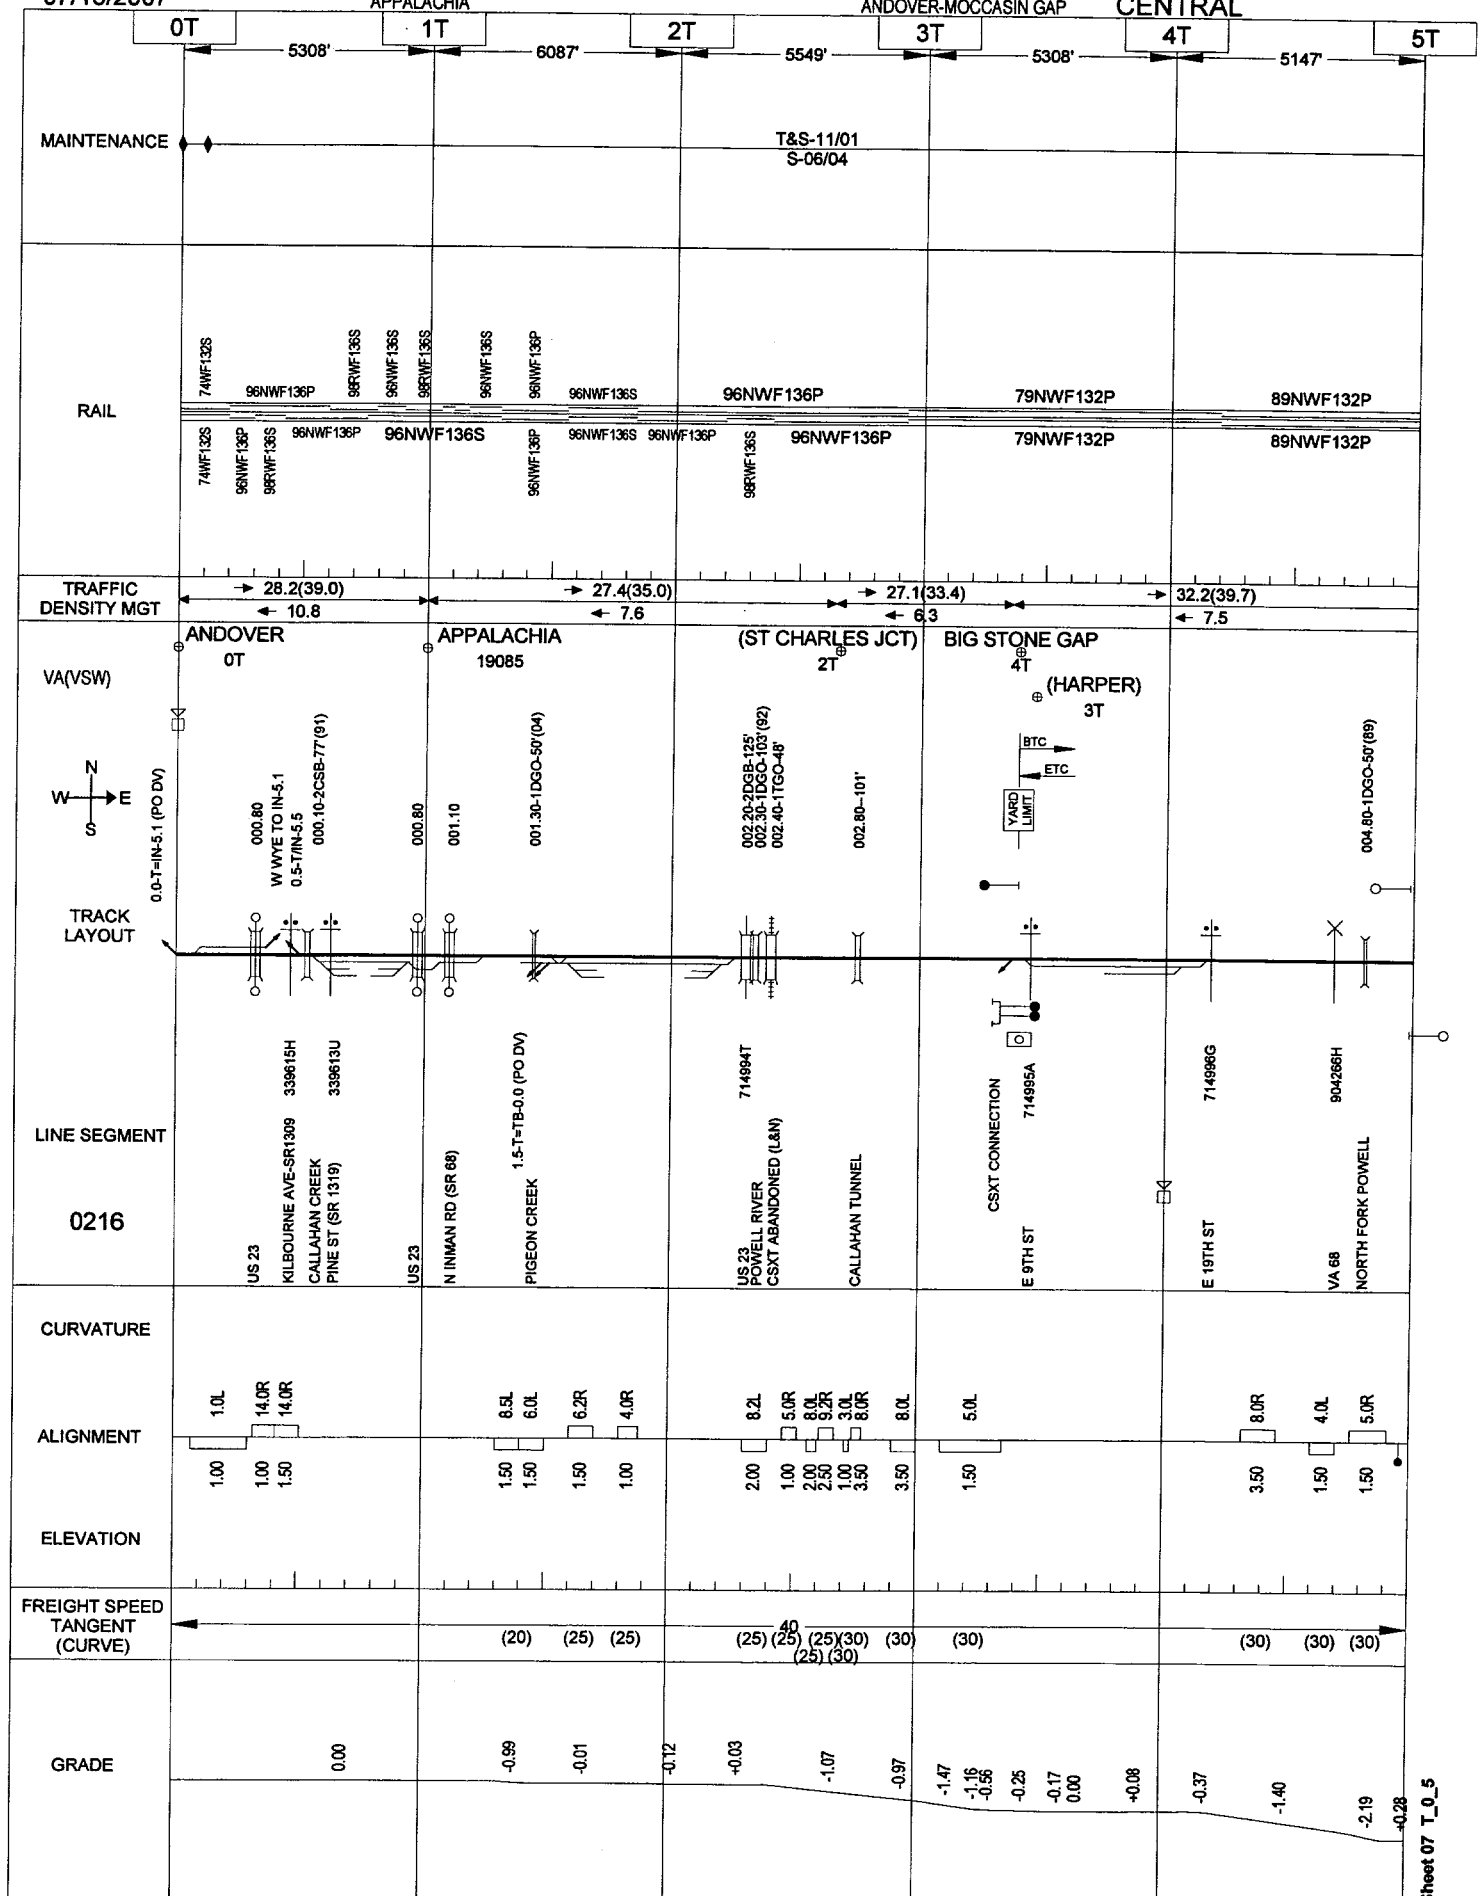 APPALACHIA
ANDOVER-MOCCASIN GAP
CENTRAL
0T 1T 2T 3T 4T 5T
5308' 6087' 5549' 5308' 5147'
MAINTENANCE
T&S-11/01
S-06/04
RAIL
74WF132S 98RWF136S 96NWF136S 98RWF136S 96NWF136S 96NWF136P
96NWF136P 96NWF136S 96NWF136P 79NWF132P 89NWF132P
96NWF136P 96NWF136S 96NWF136S 96NWF136P 96NWF136P 79NWF132P 89NWF132P
74WF132S 96NWF136P 98RWF136S 96NWF136P 98RWF136S
TRAFFIC
DENSITY MGT
28.2(39.0) 27.4(35.0) 27.1(33.4) 32.2(39.7)
10.8 7.6 6.3 7.5
ANDOVER
0T
APPALACHIA
19085
(ST CHARLES JCT)
2T
BIG STONE GAP
4T
(HARPER)
3T
VA(VSW)
N
W E
S
BTC
ETC
YARD
LIMIT
0.0-T=IN-5.1 (PO DV)
000.80
W WYE TO IN-5.1
0.5-T/IN-5.5
000.10-2CSB-77'(91)
000.80
001.10
001.30-1DGO-50'(04)
002.20-2DGB-125'
002.30-1DGO-103'(92)
002.40-1TGO-48'
002.80--101'
004.80-1DGO-50'(89)
TRACK
LAYOUT
LINE SEGMENT
0216
US 23
KILBOURNE AVE-SR1309 339615H
CALLAHAN CREEK
PINE ST (SR 1319) 339613U
US 23
N INMAN RD (SR 68)
1.5-T=TB-0.0 (PO DV)
PIGEON CREEK
US 23 714994T
POWELL RIVER
CSXT ABANDONED (L&N)
CALLAHAN TUNNEL
CSXT CONNECTION
E 9TH ST 714995A
E 19TH ST 714996G
VA 68 904266H
NORTH FORK POWELL
CURVATURE
1.0L 14.0R 14.0R 8.5L 6.0L 6.2R 4.0R 8.2L 5.0R 8.0L 9.2R 3.0L 8.0R 8.0L 5.0L 8.0R 4.0L 5.0R
ALIGNMENT
1.00 1.00 1.50 1.50 1.50 1.50 1.00 2.00 1.00 2.00 2.50 1.00 3.50 3.50 1.50 3.50 1.50 1.50
ELEVATION
FREIGHT SPEED
TANGENT
(CURVE)
40
(20) (25) (25) (25) (25) (25)(30) (30) (30) (30) (30) (30)
(25) (30)
GRADE
0.00 -0.99 -0.01 -0.12 +0.03 -1.07 -0.97 -1.47 -1.16 -0.56 -0.25 -0.17 0.00 +0.08 -0.37 -1.40 -2.19 +0.28
T_0_5